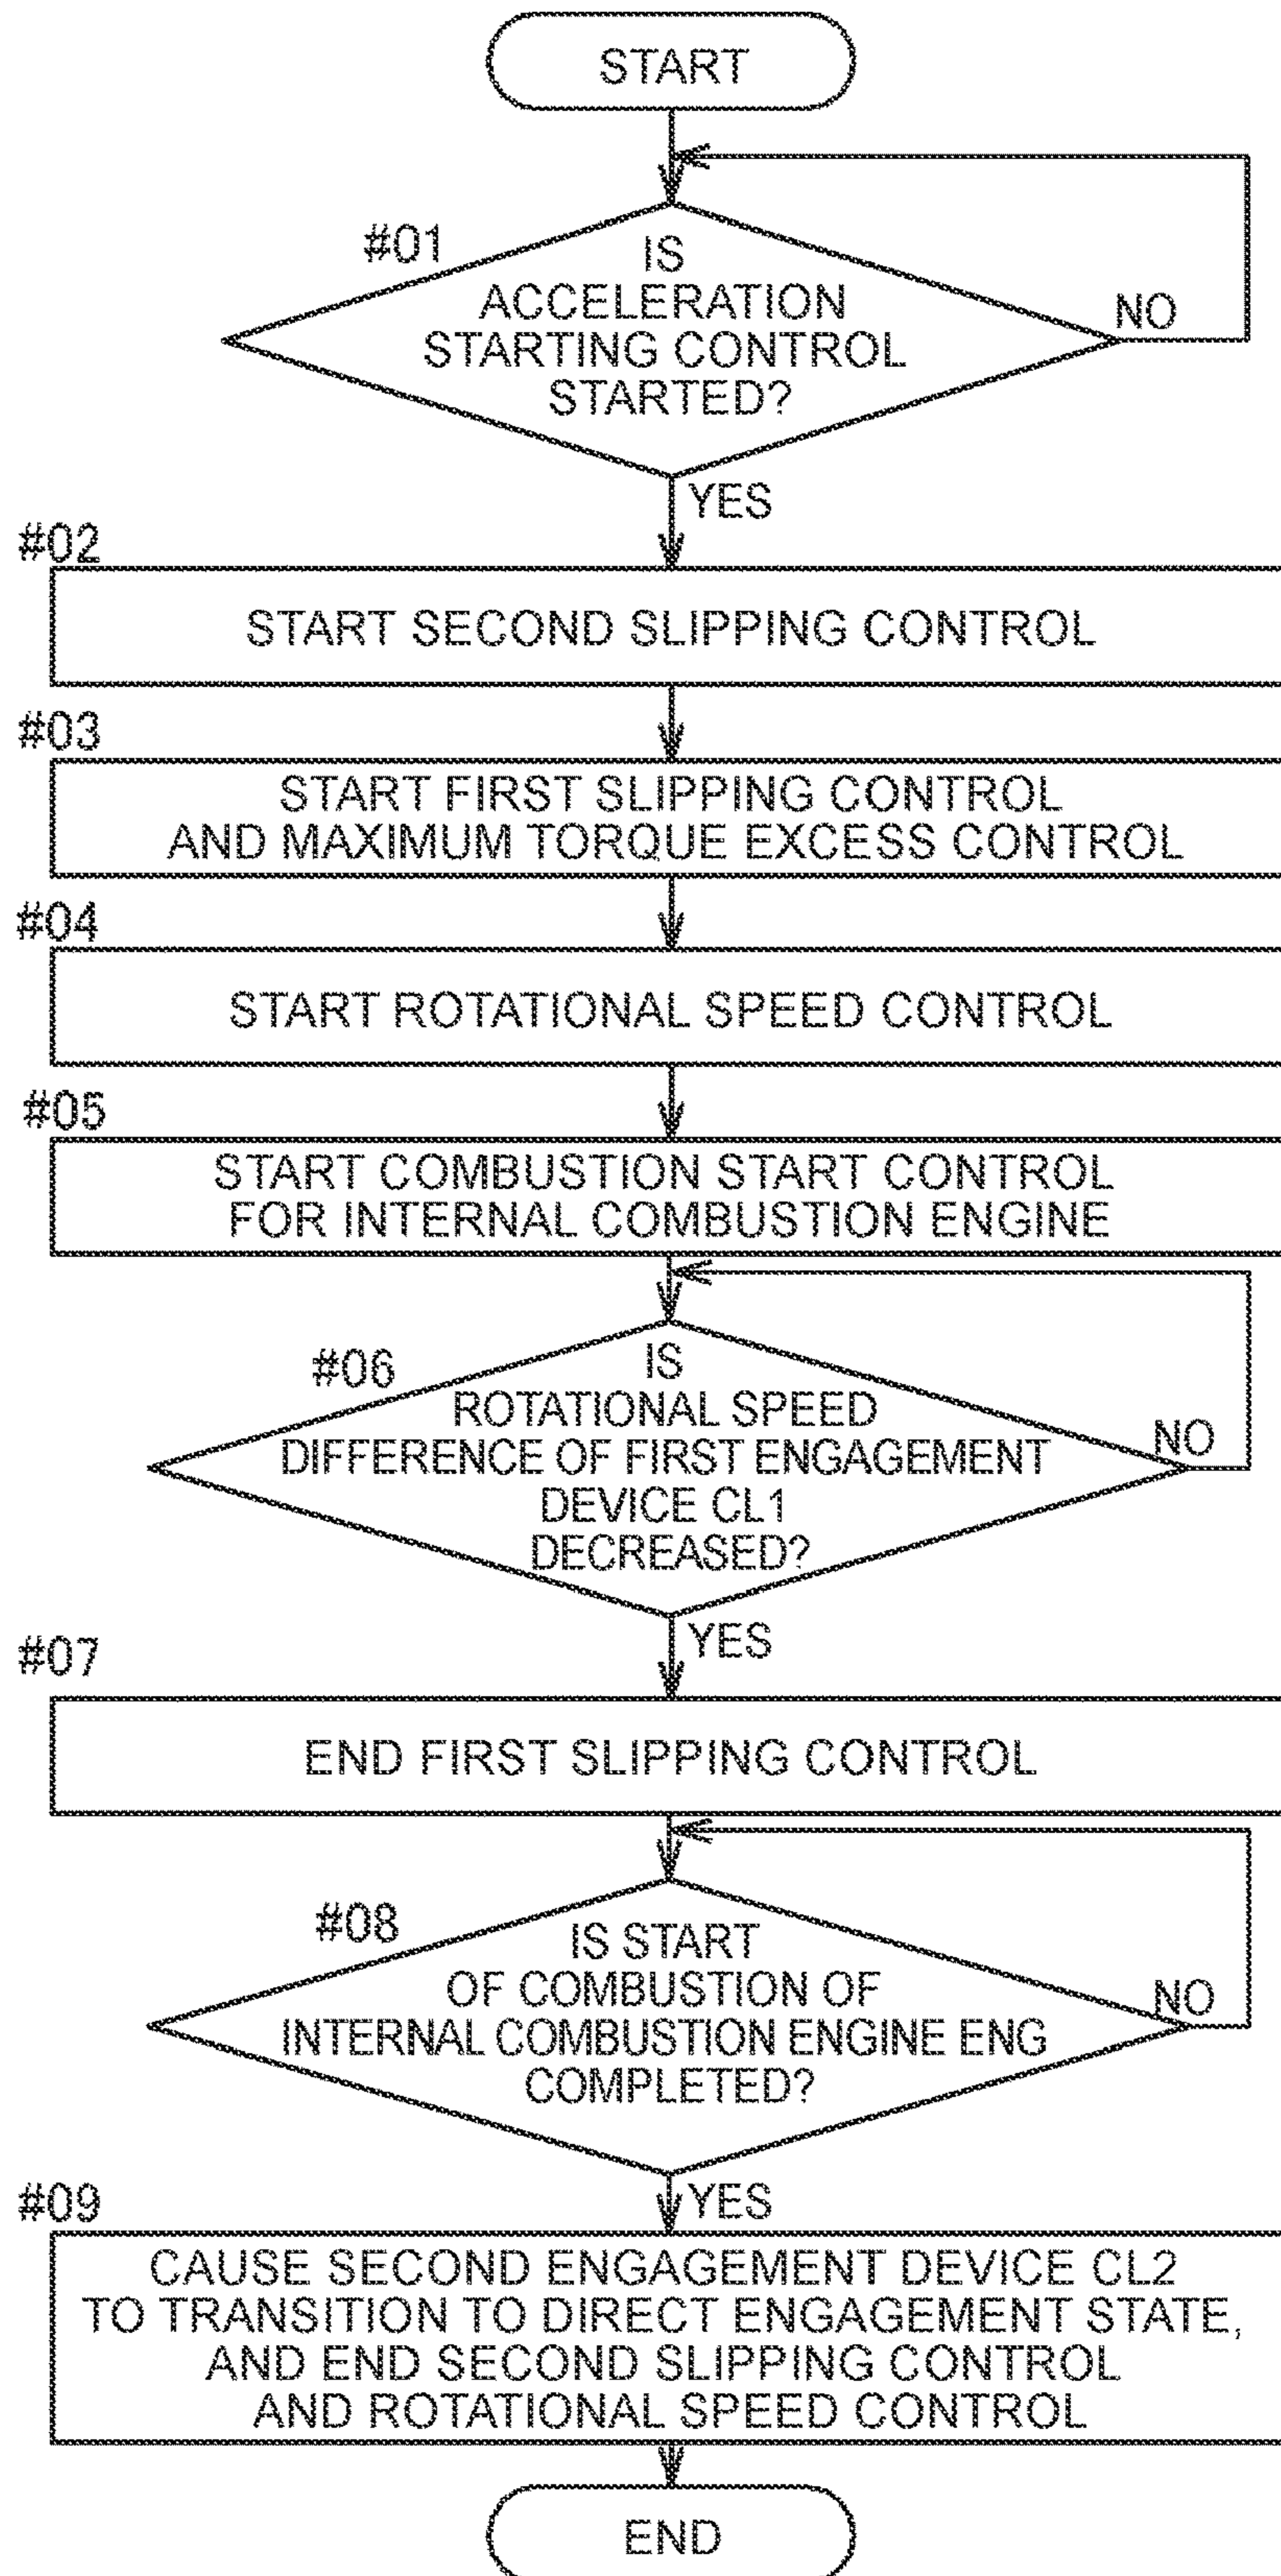 START
#01
IS
ACCELERATION
STARTING CONTROL
STARTED?
NO
YES
#02
START SECOND SLIPPING CONTROL
#03
START FIRST SLIPPING CONTROL
AND MAXIMUM TORQUE EXCESS CONTROL
#04
START ROTATIONAL SPEED CONTROL
#05
START COMBUSTION START CONTROL
FOR INTERNAL COMBUSTION ENGINE
#06
IS
ROTATIONAL SPEED
DIFFERENCE OF FIRST ENGAGEMENT
DEVICE CL1
DECREASED?
NO
YES
#07
END FIRST SLIPPING CONTROL
#08
IS START
OF COMBUSTION OF
INTERNAL COMBUSTION ENGINE ENG
COMPLETED?
NO
YES
#09
CAUSE SECOND ENGAGEMENT DEVICE CL2
TO TRANSITION TO DIRECT ENGAGEMENT STATE,
AND END SECOND SLIPPING CONTROL
AND ROTATIONAL SPEED CONTROL
END